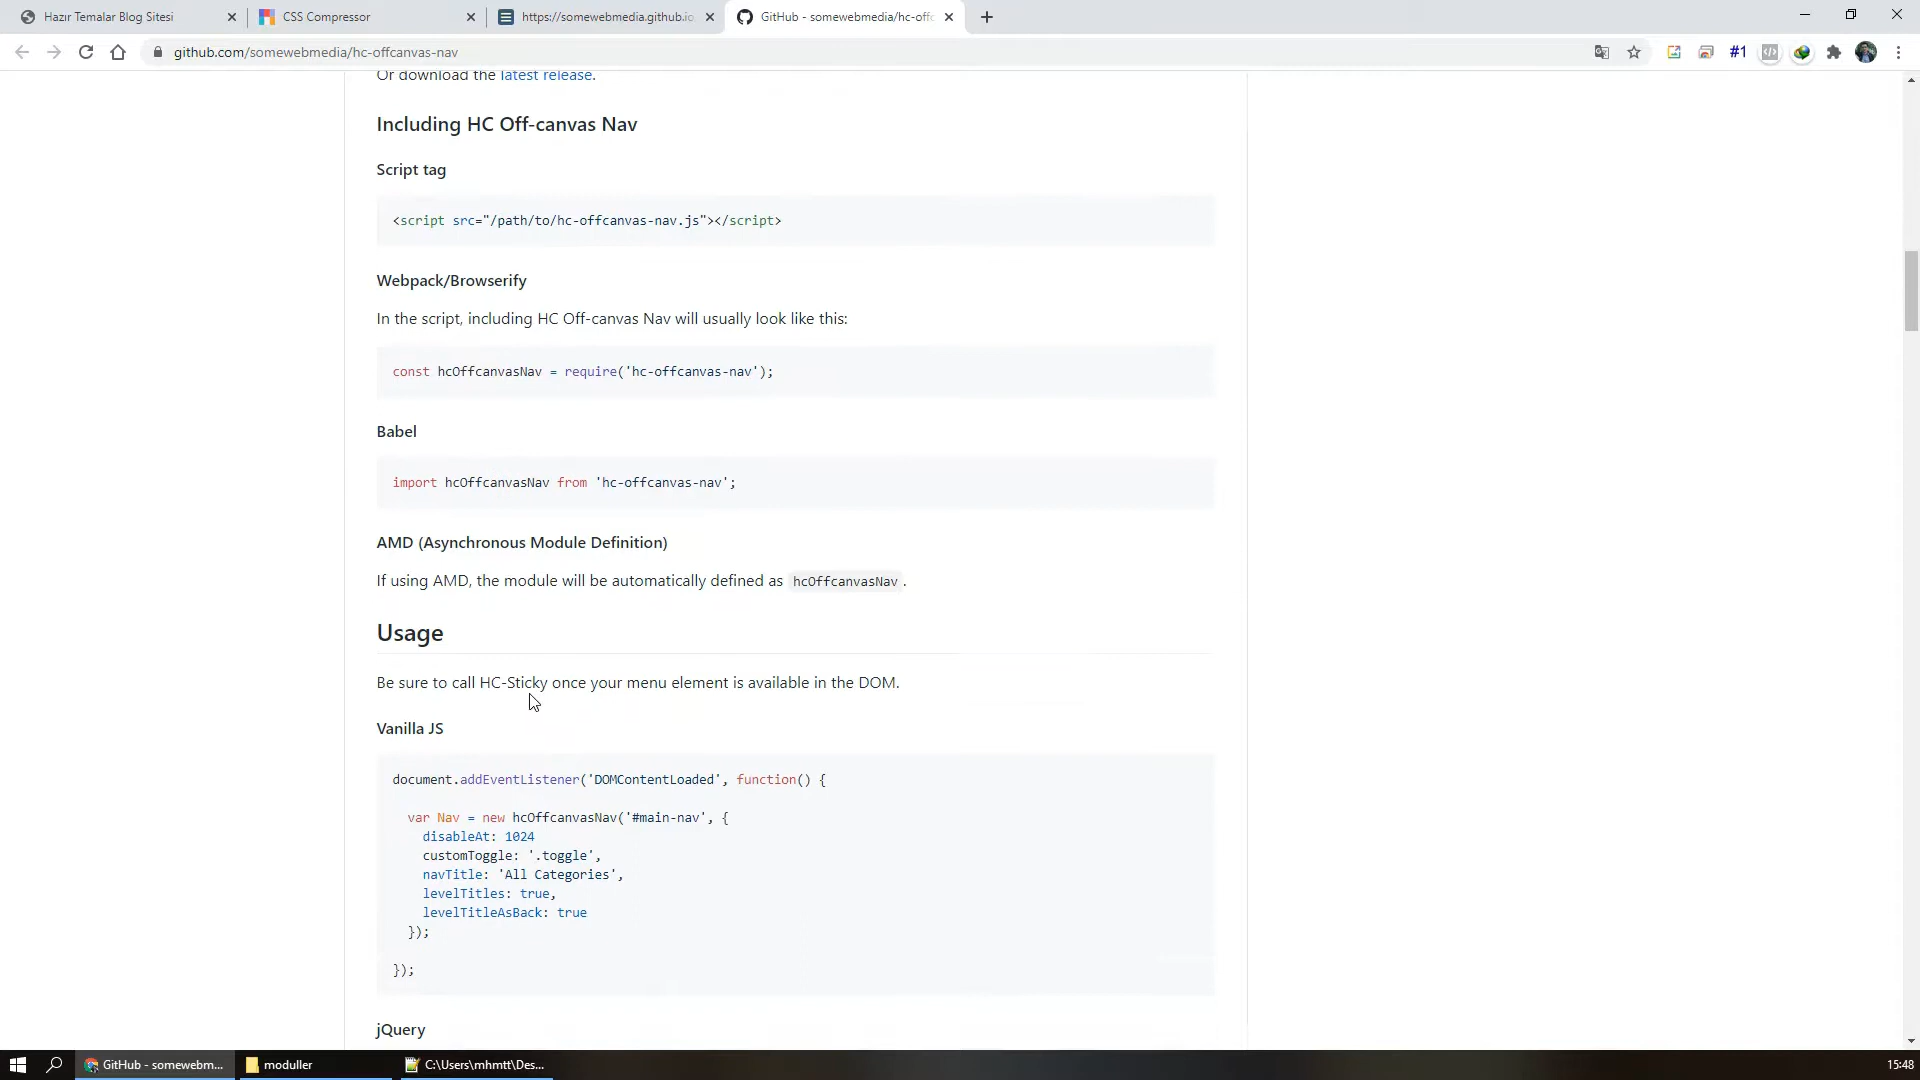 Hazır Temalar Blog Sitesi
CSS Compressor
https://somewebmedia.github.io
GitHub - somewebmedia/hc-offc
github.com/somewebmedia/hc-offcanvas-nav
#1
Or download the latest release.
Including HC Off-canvas Nav
Script tag
<script src="/path/to/hc-offcanvas-nav.js"></script>
Webpack/Browserify
In the script, including HC Off-canvas Nav will usually look like this:
const hcOffcanvasNav = require('hc-offcanvas-nav');
Babel
import hcOffcanvasNav from 'hc-offcanvas-nav';
AMD (Asynchronous Module Definition)
If using AMD, the module will be automatically defined as hcOffcanvasNav.
Usage
Be sure to call HC-Sticky once your menu element is available in the DOM.
Vanilla JS
document.addEventListener('DOMContentLoaded', function() {
var Nav = new hcOffcanvasNav('#main-nav', {
disableAt: 1024
customToggle: '.toggle',
navTitle: 'All Categories',
levelTitles: true,
levelTitleAsBack: true
});
});
jQuery
GitHub - somewebm...
moduller
C:\Users\mhmtt\Des...
15:48